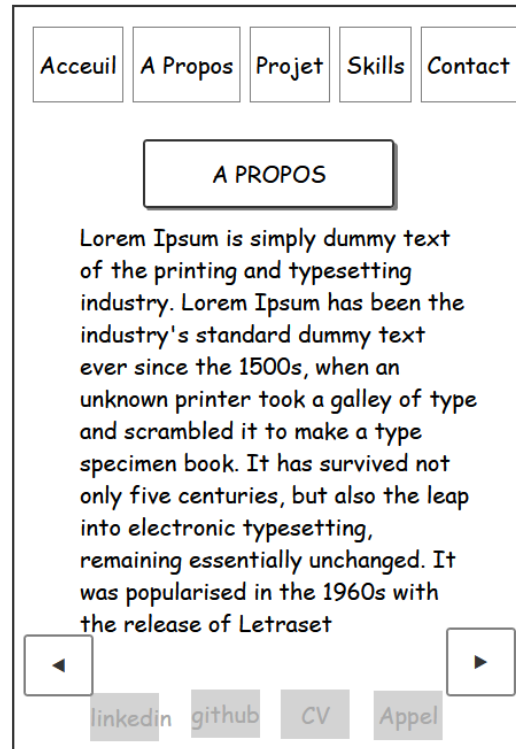 Acceuil A Propos Projet Skills Contact
A PROPOS
Lorem Ipsum is simply dummy text
of the printing and typesetting
industry. Lorem Ipsum has been the
industry's standard dummy text
ever since the 1500s, when an
unknown printer took a galley of type
and scrambled it to make a type
specimen book. It has survived not
only five centuries, but also the leap
into electronic typesetting,
remaining essentially unchanged. It
was popularised in the 1960s with
the release of Letraset
linkedin github CV Appel